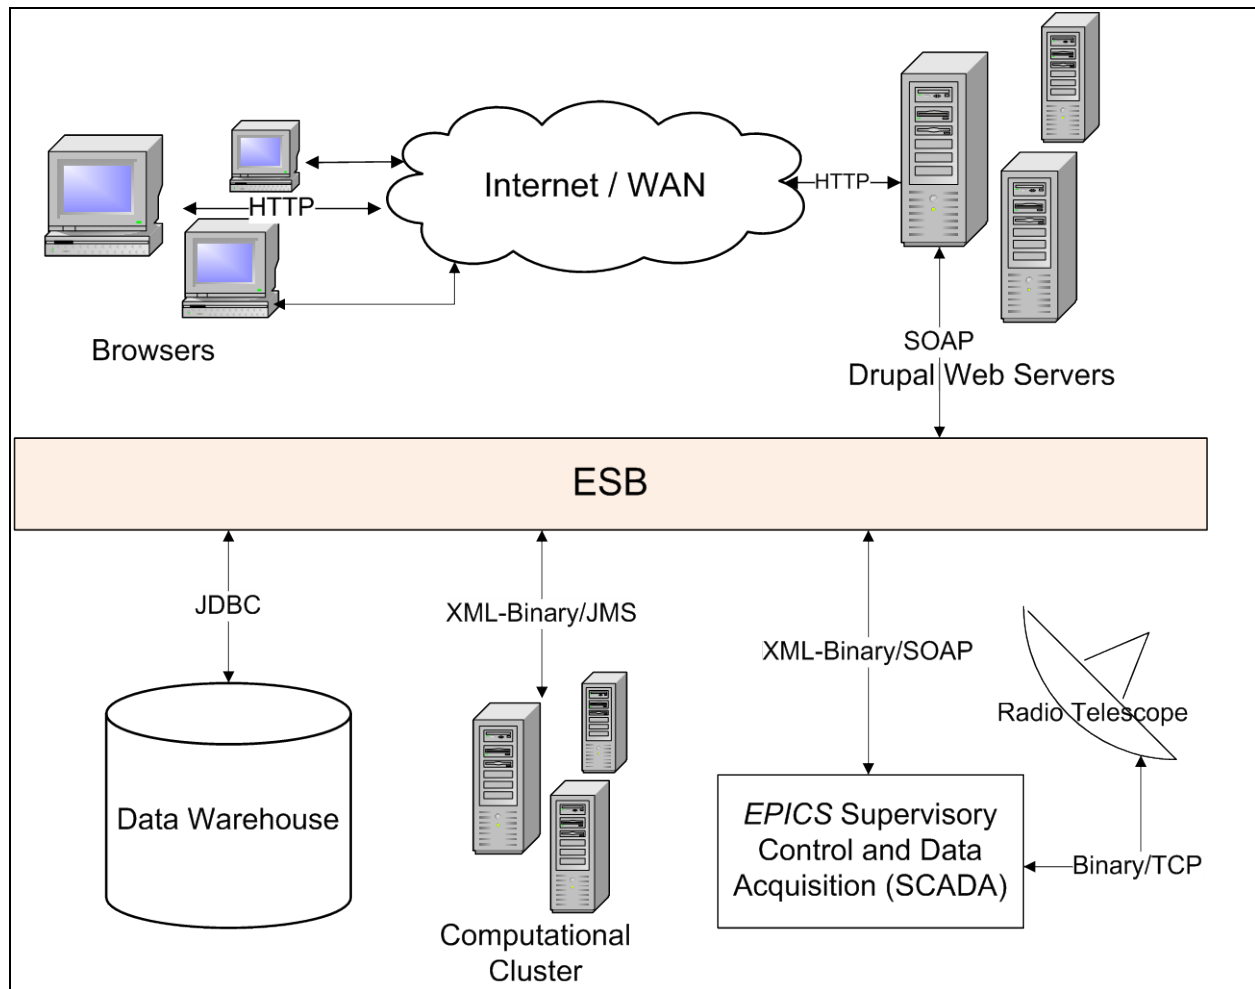 Internet / WAN
HTTP
HTTP
Browsers
SOAP
Drupal Web Servers
ESB
JDBC
XML-Binary/JMS
XML-Binary/SOAP
Radio Telescope
Data Warehouse
EPICS Supervisory
Control and Data
Acquisition (SCADA)
Binary/TCP
Computational
Cluster